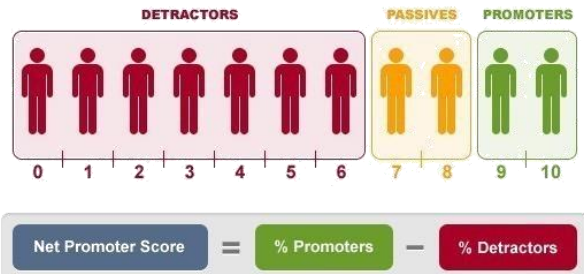 DETRACTORS PASSIVES PROMOTERS
0 1 2 3 4 5 6 7 8 9 10
Net Promoter Score = % Promoters − % Detractors